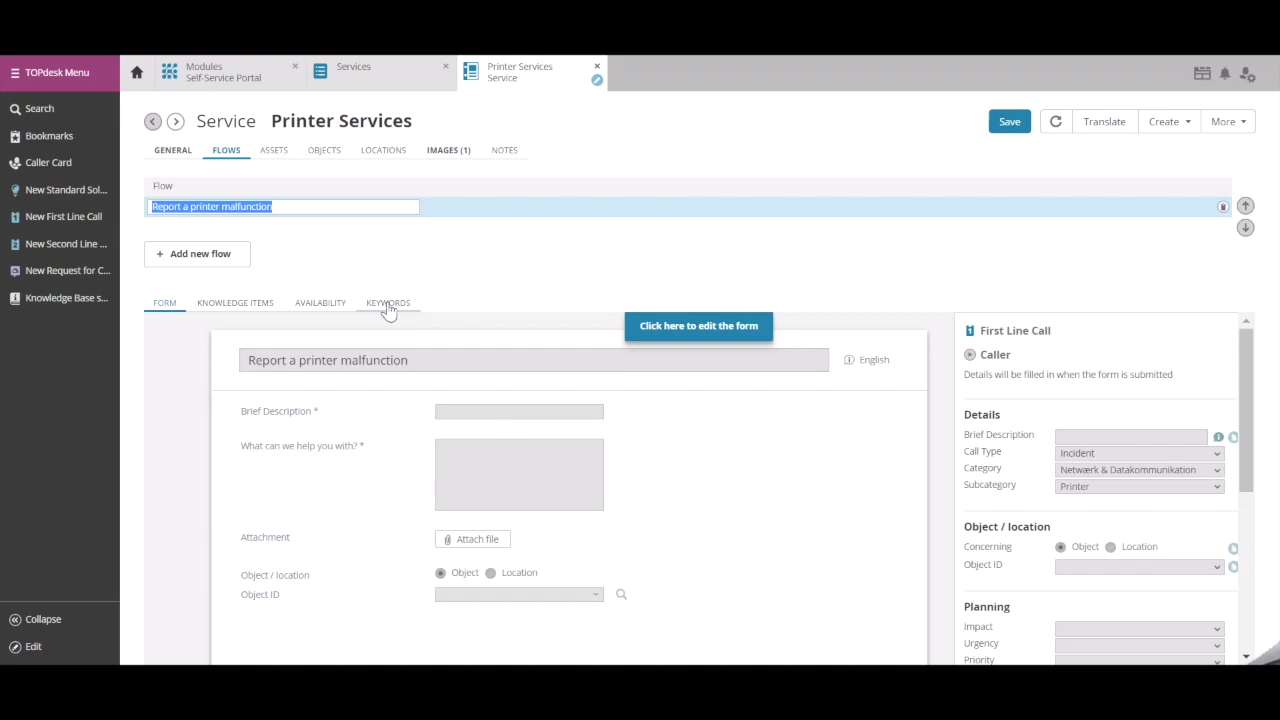 TOPdesk Menu
Modules
Self-Service Portal
Services
Printer Services
Service
Search
Bookmarks
Caller Card
New Standard Sol...
New First Line Call
New Second Line ...
New Request for C...
Knowledge Base s...
Collapse
Edit
Service Printer Services
Save
Translate
Create
More
GENERAL
FLOWS
ASSETS
OBJECTS
LOCATIONS
IMAGES (1)
NOTES
Flow
Report a printer malfunction
+ Add new flow
FORM
KNOWLEDGE ITEMS
AVAILABILITY
KEYWORDS
Click here to edit the form
Report a printer malfunction
English
Brief Description *
What can we help you with? *
Attachment
Attach file
Object / location
Object
Location
Object ID
First Line Call
Caller
Details will be filled in when the form is submitted
Details
Brief Description
Call Type
Incident
Category
Netværk & Datakommunikation
Subcategory
Printer
Object / location
Concerning
Object
Location
Object ID
Planning
Impact
Urgency
Priority